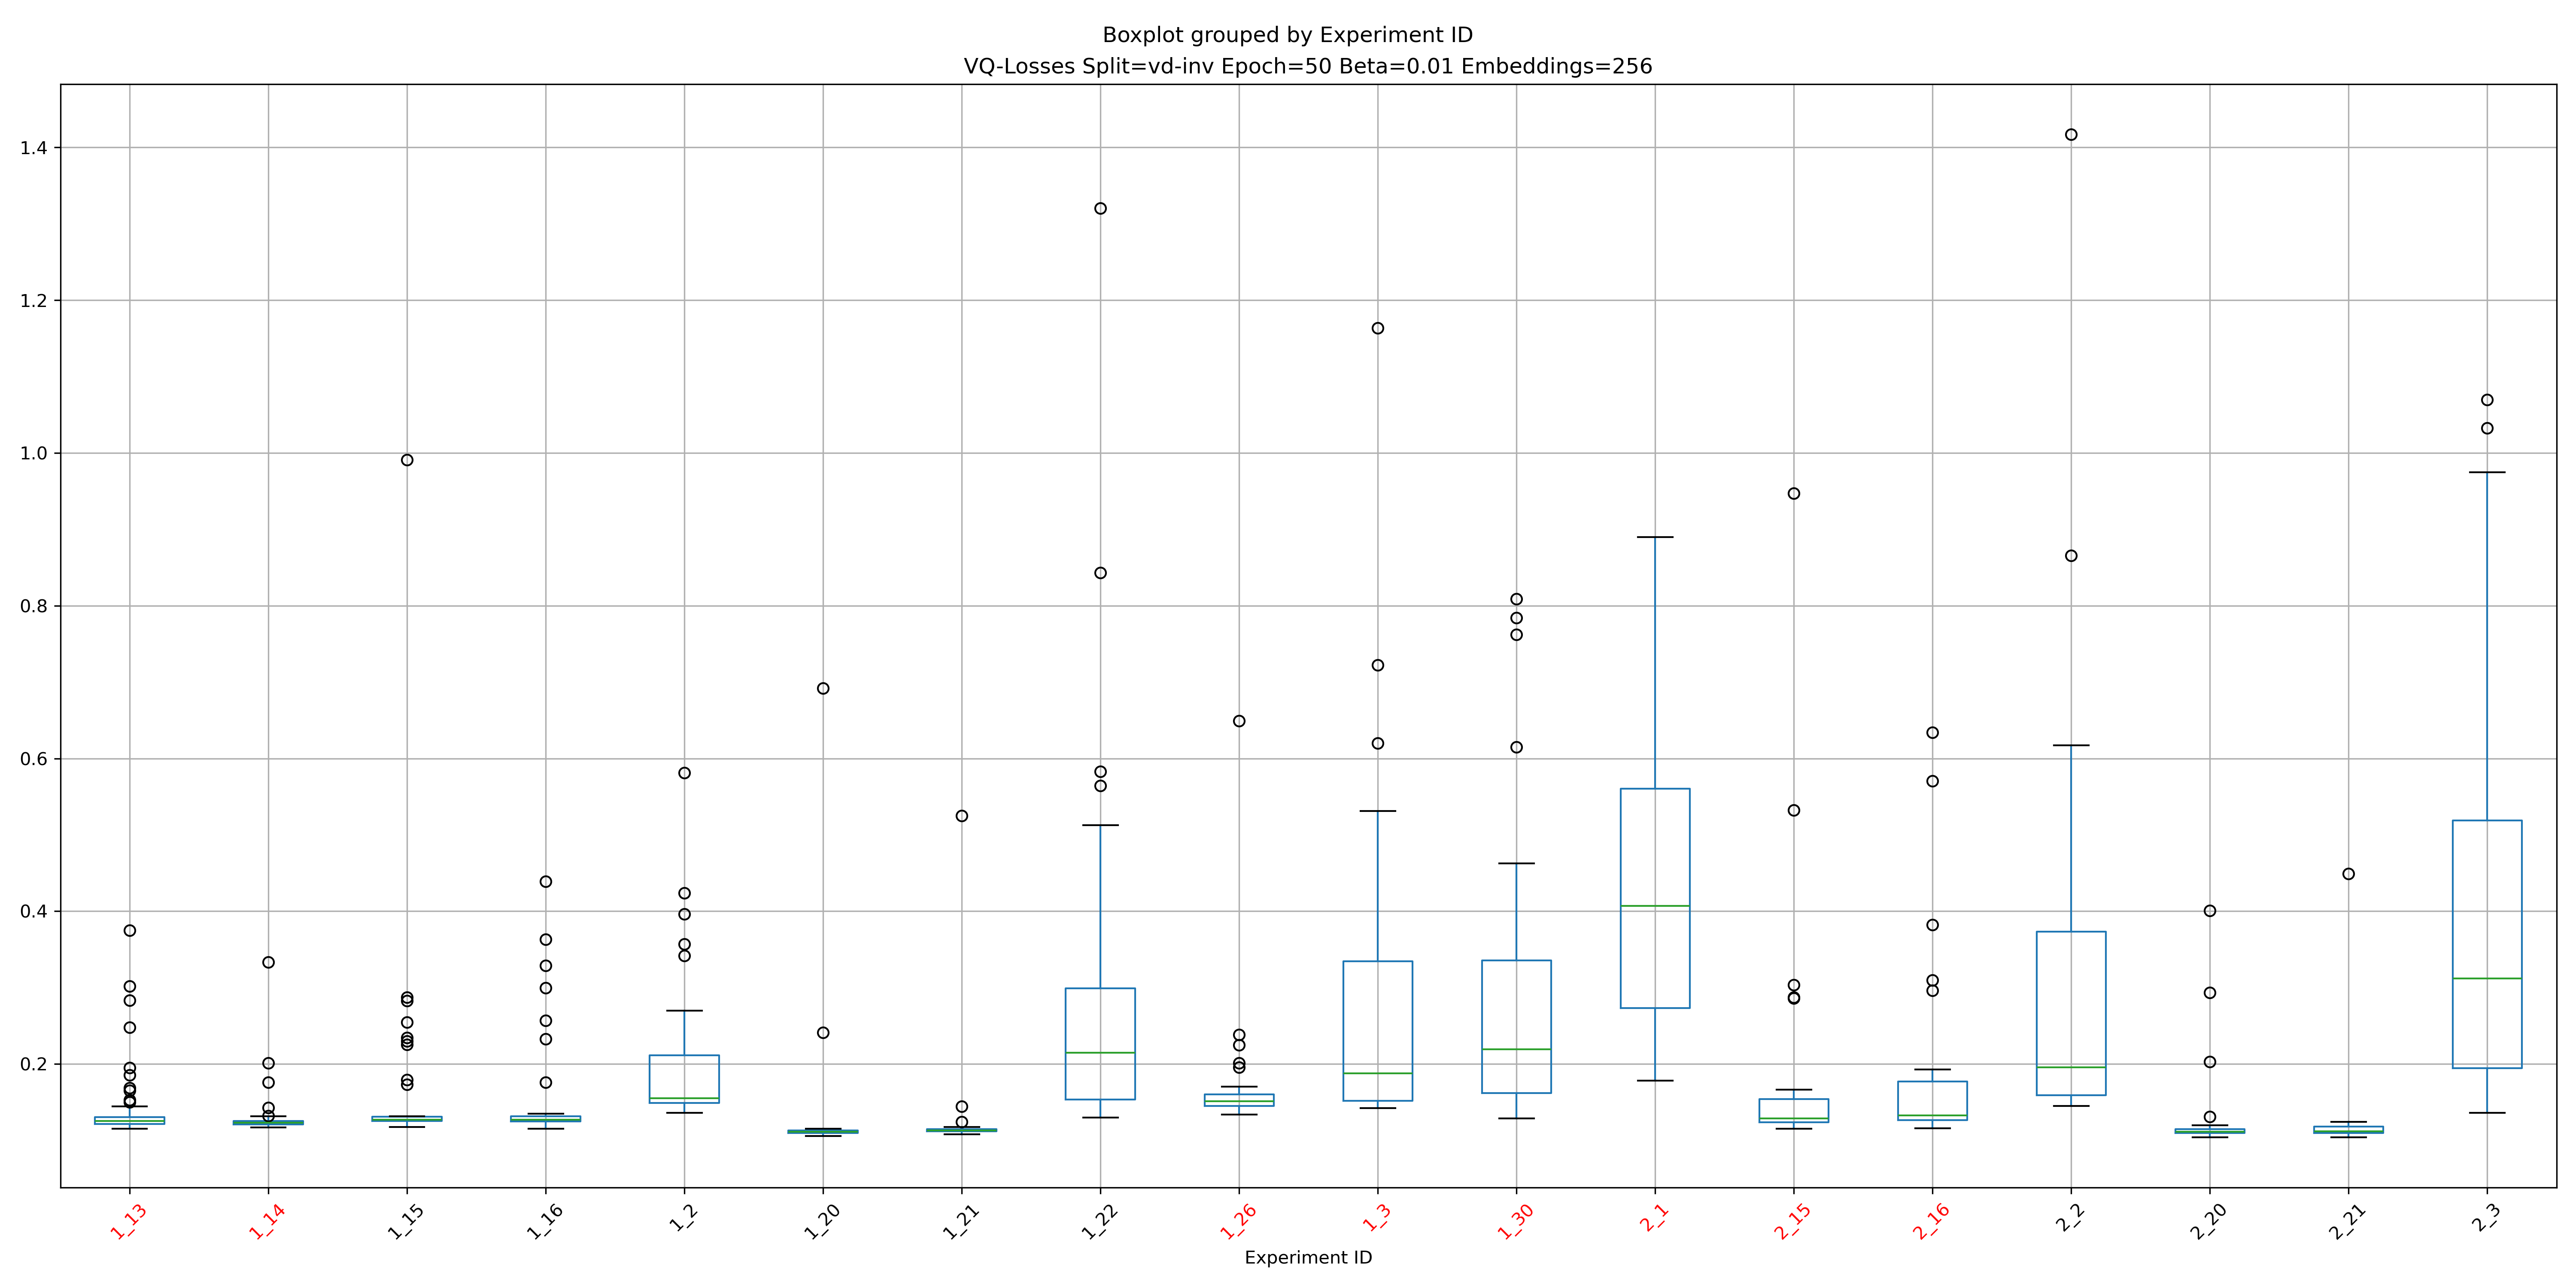 Boxplot grouped by Experiment ID
VQ-Losses Split=vd-inv Epoch=50 Beta=0.01 Embeddings=256
1.4
1.2
1.0
0.8
0.6
0.4
0.2
1_13 1_14 1_15 1_16 1_2 1_20 1_21 1_22 1_26 1_3 1_30 2_1 2_15 2_16 2_2 2_20 2_21 2_3
Experiment ID